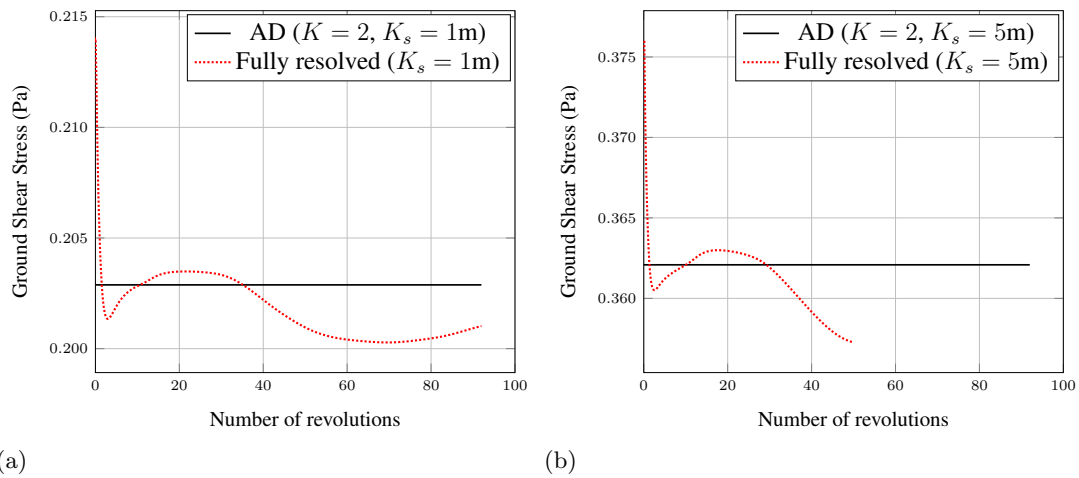 0.215
0.210
0.205
0.200
0
20
40
60
80
100
Ground Shear Stress (Pa)
Number of revolutions
AD (K = 2, K_s = 1m)
Fully resolved (K_s = 1m)
(a)
0.375
0.370
0.365
0.360
0
20
40
60
80
100
Ground Shear Stress (Pa)
Number of revolutions
AD (K = 2, K_s = 5m)
Fully resolved (K_s = 5m)
(b)